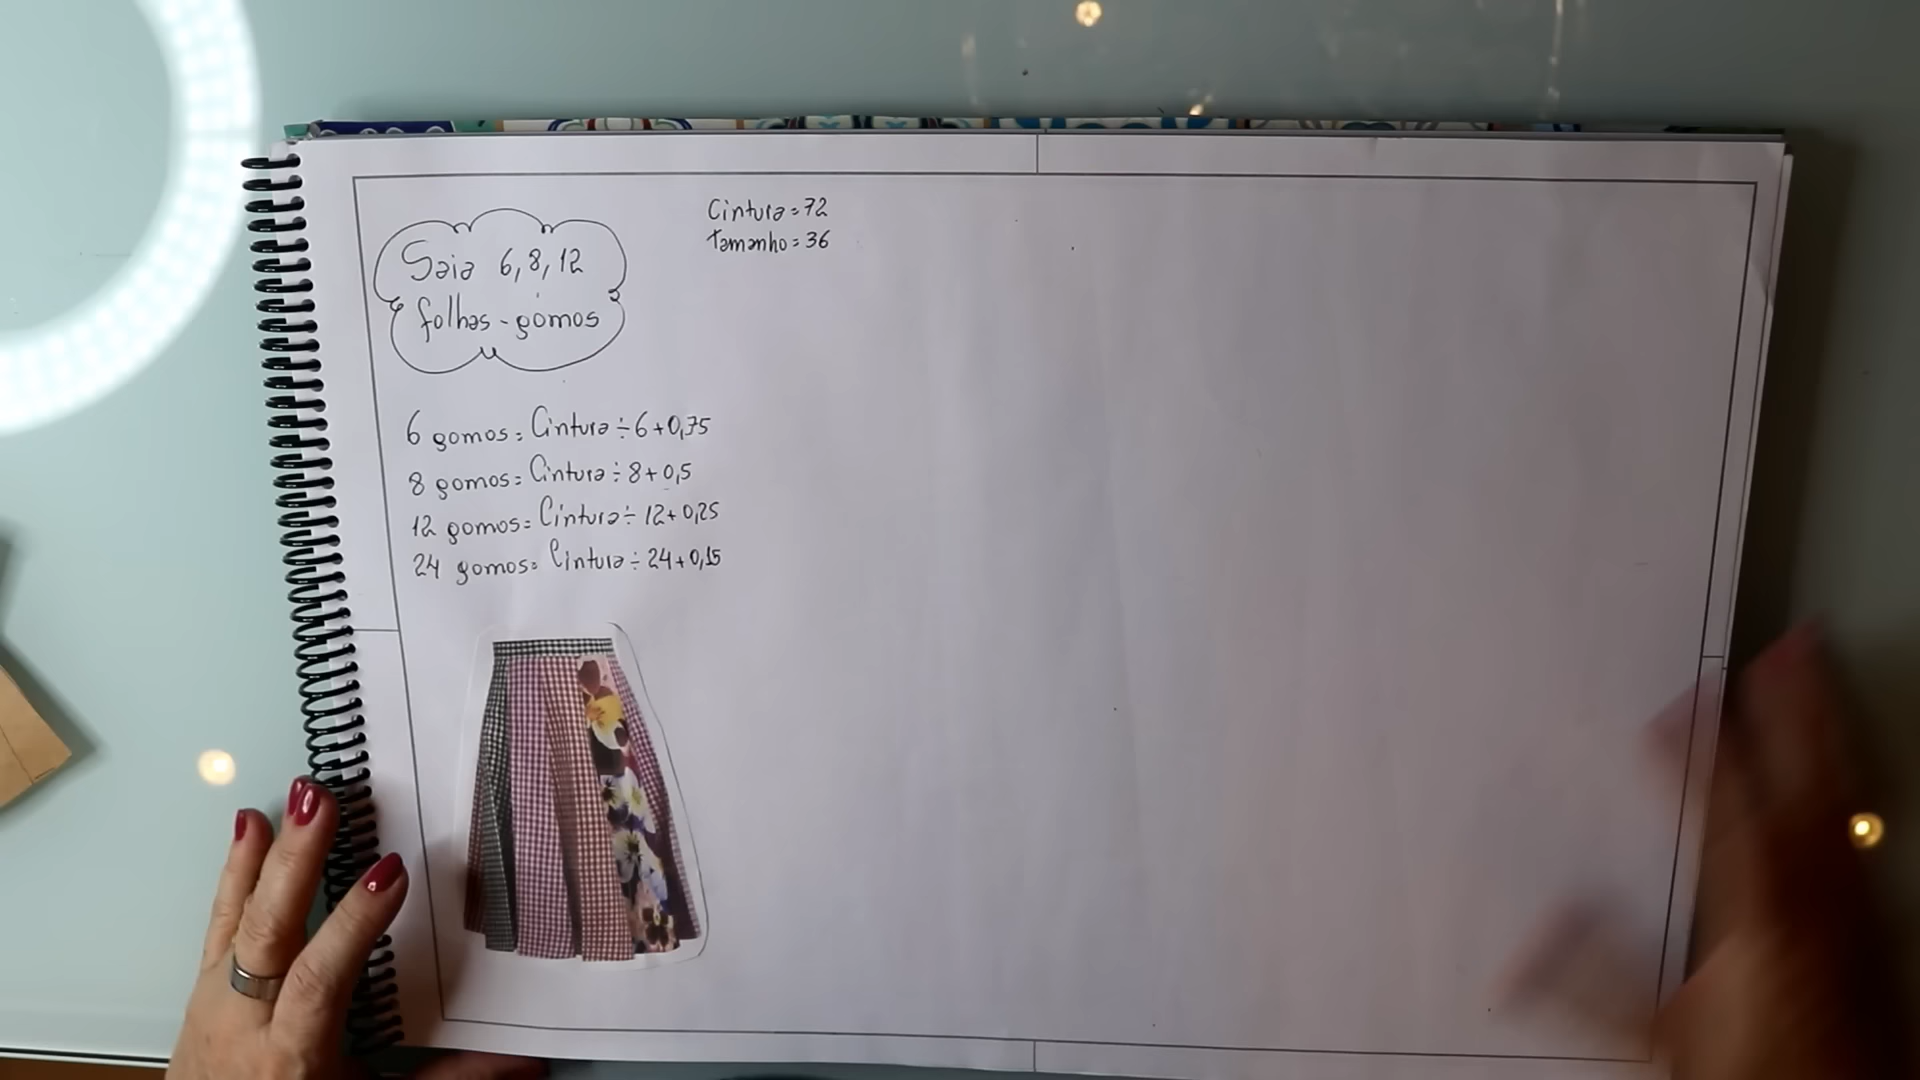 Saia 6, 8, 12
folhas - gomos
Cintura = 72
Tamanho = 36
6 gomos = Cintura ÷ 6 + 0,75
8 gomos = Cintura ÷ 8 + 0,5
12 gomos = Cintura ÷ 12 + 0,25
24 gomos = Cintura ÷ 24 + 0,15